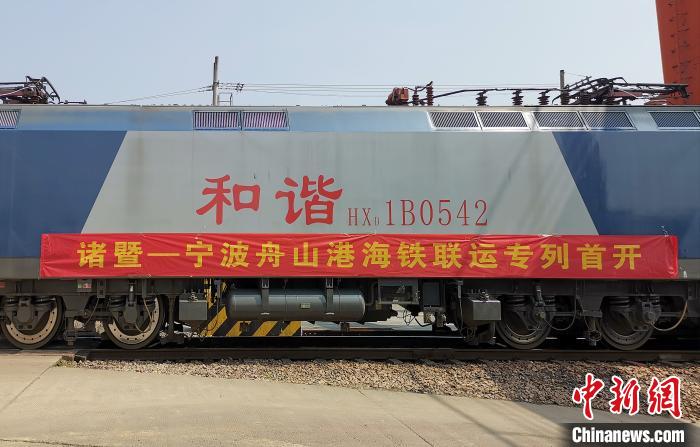 和谐 HXD1B0542
诸暨—宁波舟山港海铁联运专列首开
中新网
Chinanews.com